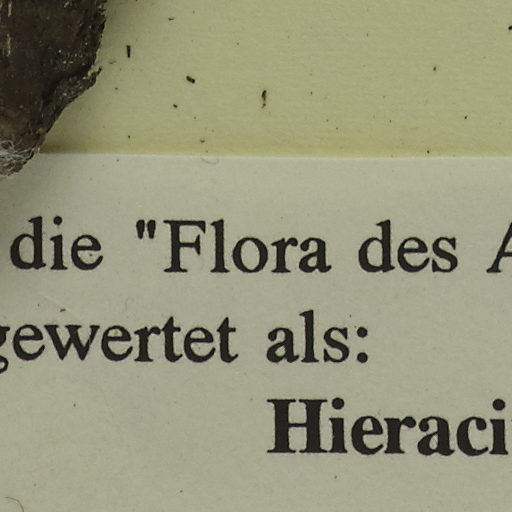 die "Flora des A
gewertet als:
Hieraci